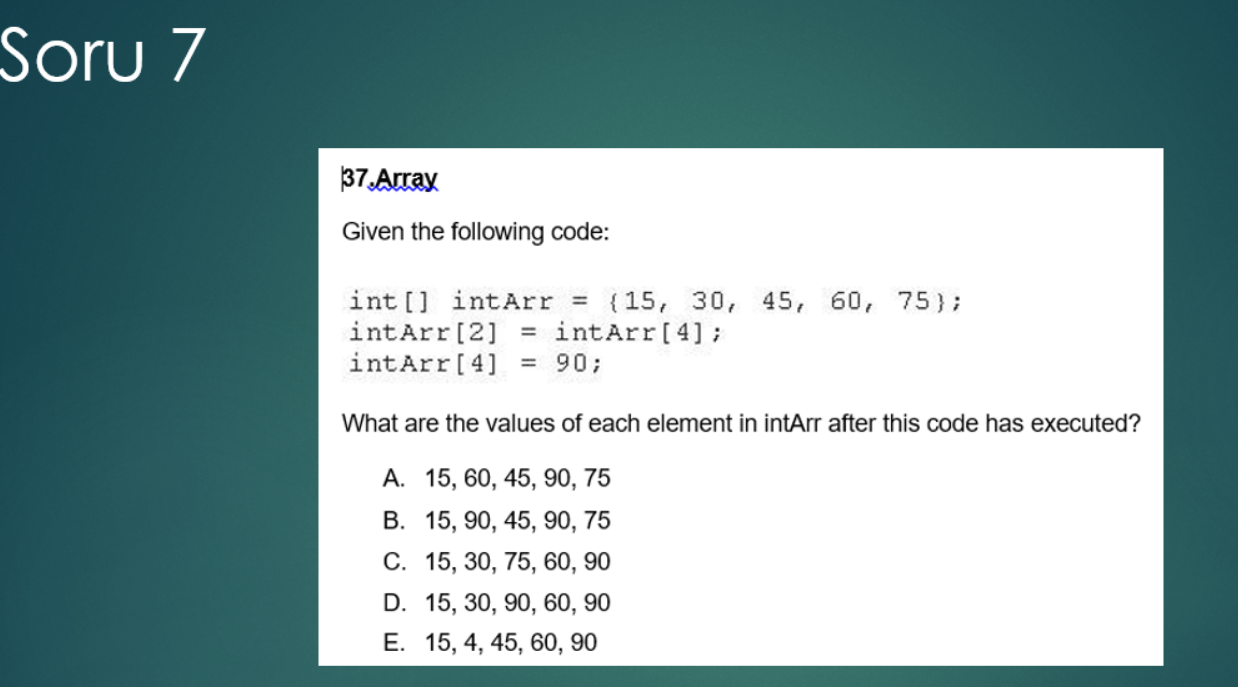 Soru 7
37.Array
Given the following code:
int[] intArr = {15, 30, 45, 60, 75};
intArr[2] = intArr[4];
intArr[4] = 90;
What are the values of each element in intArr after this code has executed?
A. 15, 60, 45, 90, 75
B. 15, 90, 45, 90, 75
C. 15, 30, 75, 60, 90
D. 15, 30, 90, 60, 90
E. 15, 4, 45, 60, 90